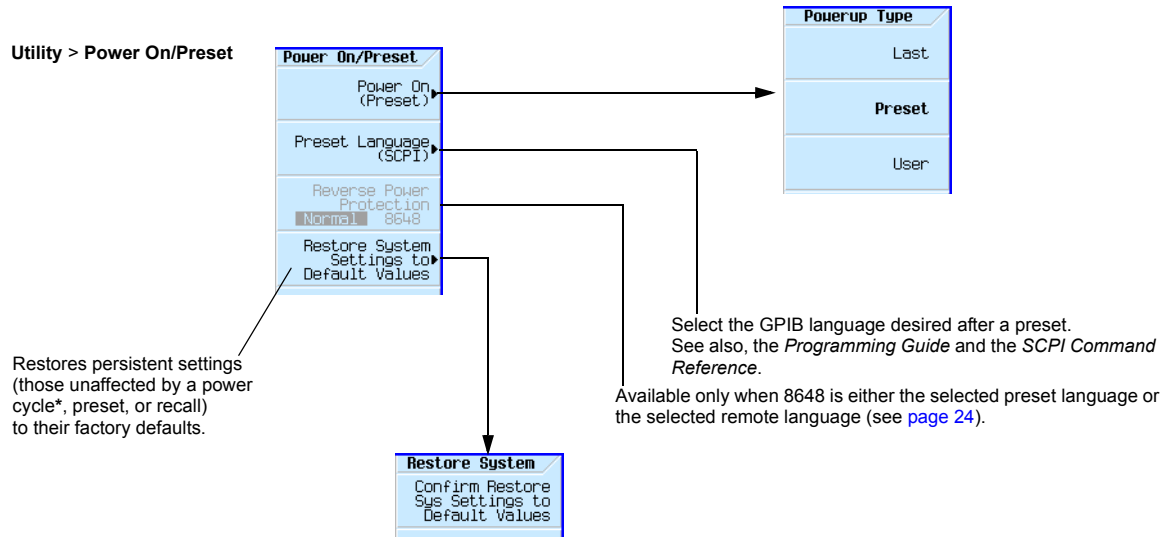 Utility > Power On/Preset
Power On/Preset
Power On
(Preset)
Preset Language
(SCPI)
Reverse Power
Protection
Normal 8648
Restore System
Settings to
Default Values
Powerup Type
Last
Preset
User
Select the GPIB language desired after a preset.
See also, the Programming Guide and the SCPI Command
Reference.
Available only when 8648 is either the selected preset language or
the selected remote language (see page 24).
Restores persistent settings
(those unaffected by a power
cycle*, preset, or recall)
to their factory defaults.
Restore System
Confirm Restore
Sys Settings to
Default Values